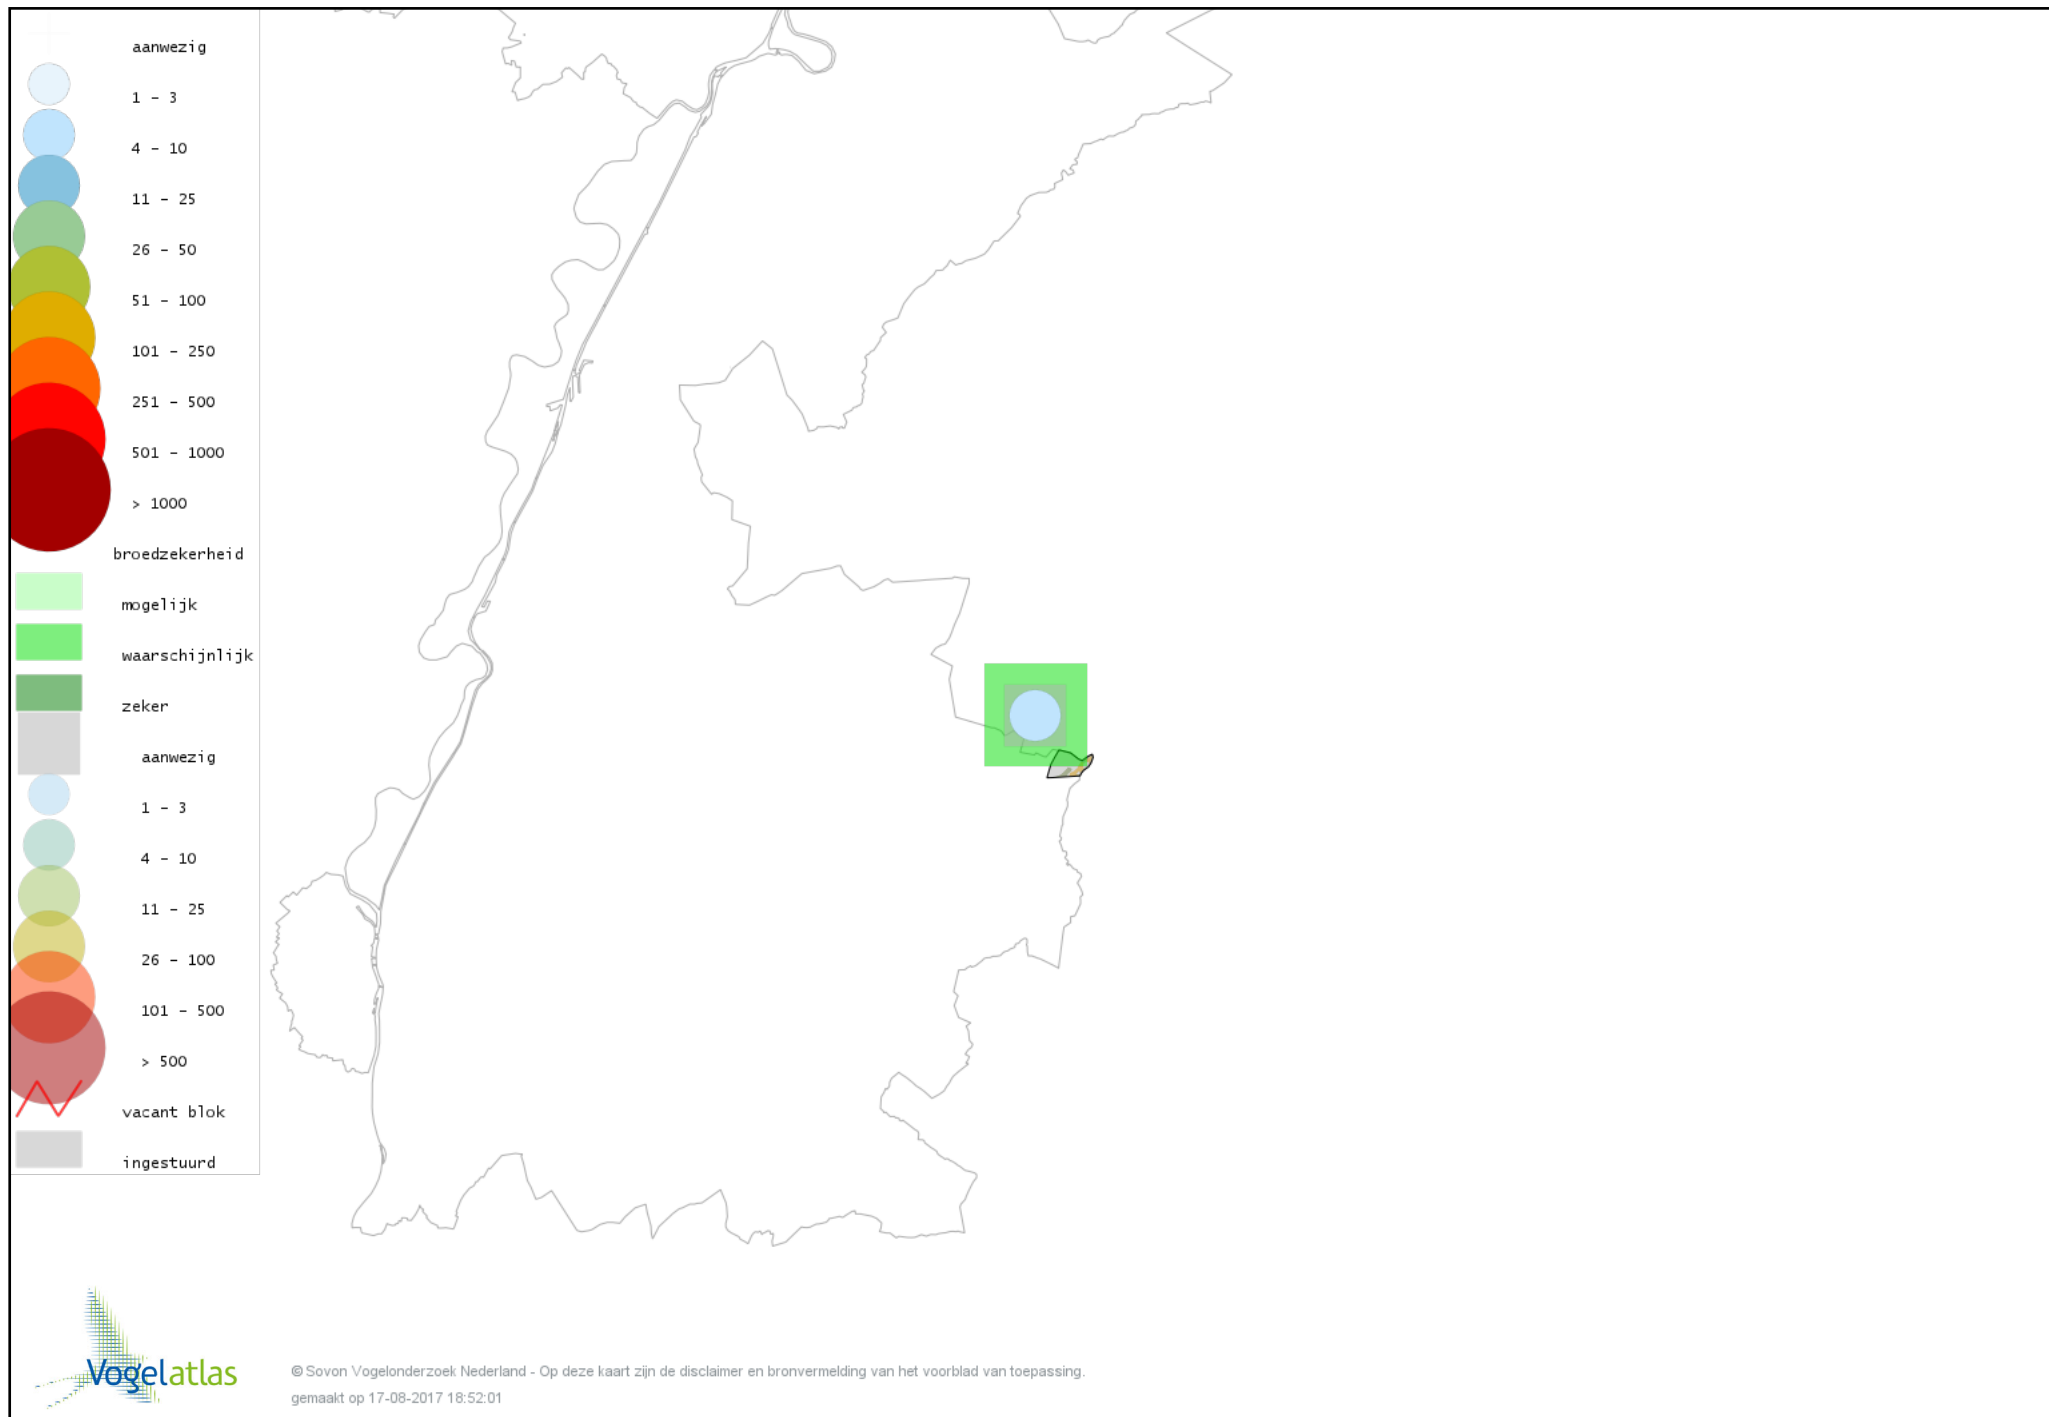 aanwezig
1 - 3
4 - 10
11 - 25
26 - 50
51 - 100
101 - 250
251 - 500
501 - 1000
> 1000
broedzekerheid
mogelijk
waarschijnlijk
zeker
aanwezig
1 - 3
4 - 10
11 - 25
26 - 100
101 - 500
> 500
vacant blok
ingestuurd
Vogelatlas
© Sovon Vogelonderzoek Nederland - Op deze kaart zijn de disclaimer en bronvermelding van het voorblad van toepassing.
gemaakt op 17-08-2017 18:52:01